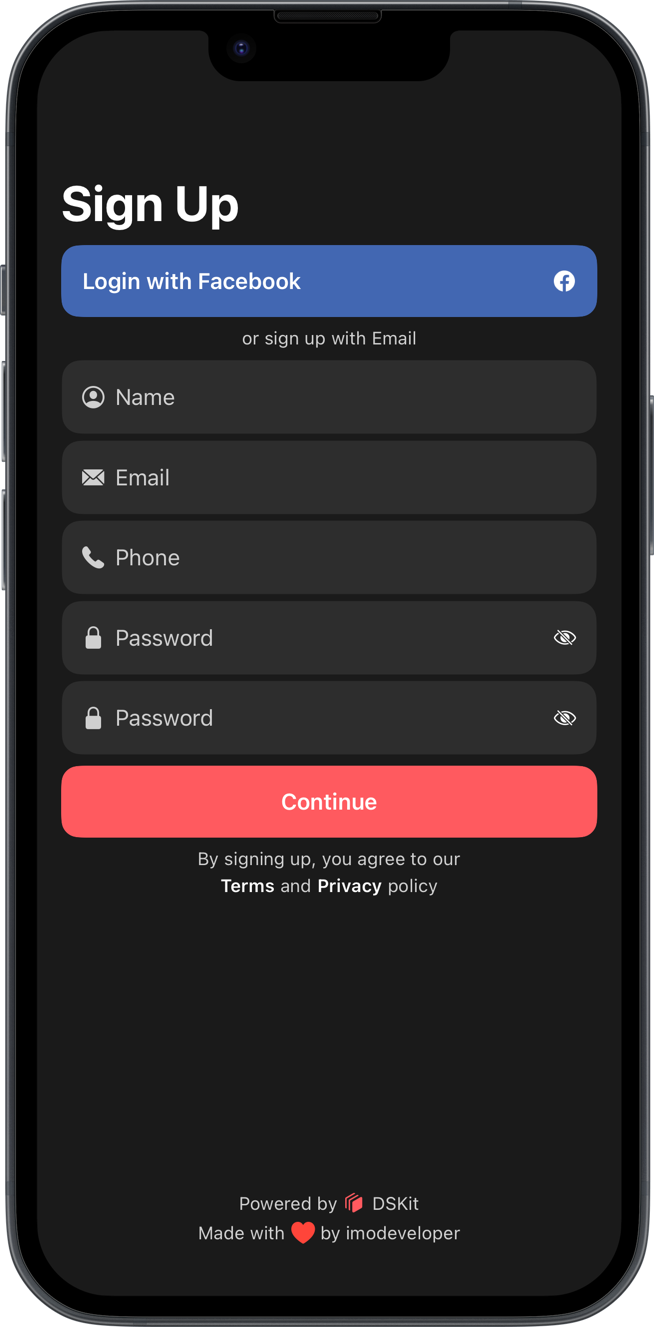 Sign Up
Login with Facebook
or sign up with Email
Name
Email
Phone
Password
Password
Continue
By signing up, you agree to our
Terms and Privacy policy
Powered by DSKit
Made with ❤️ by imodeveloper